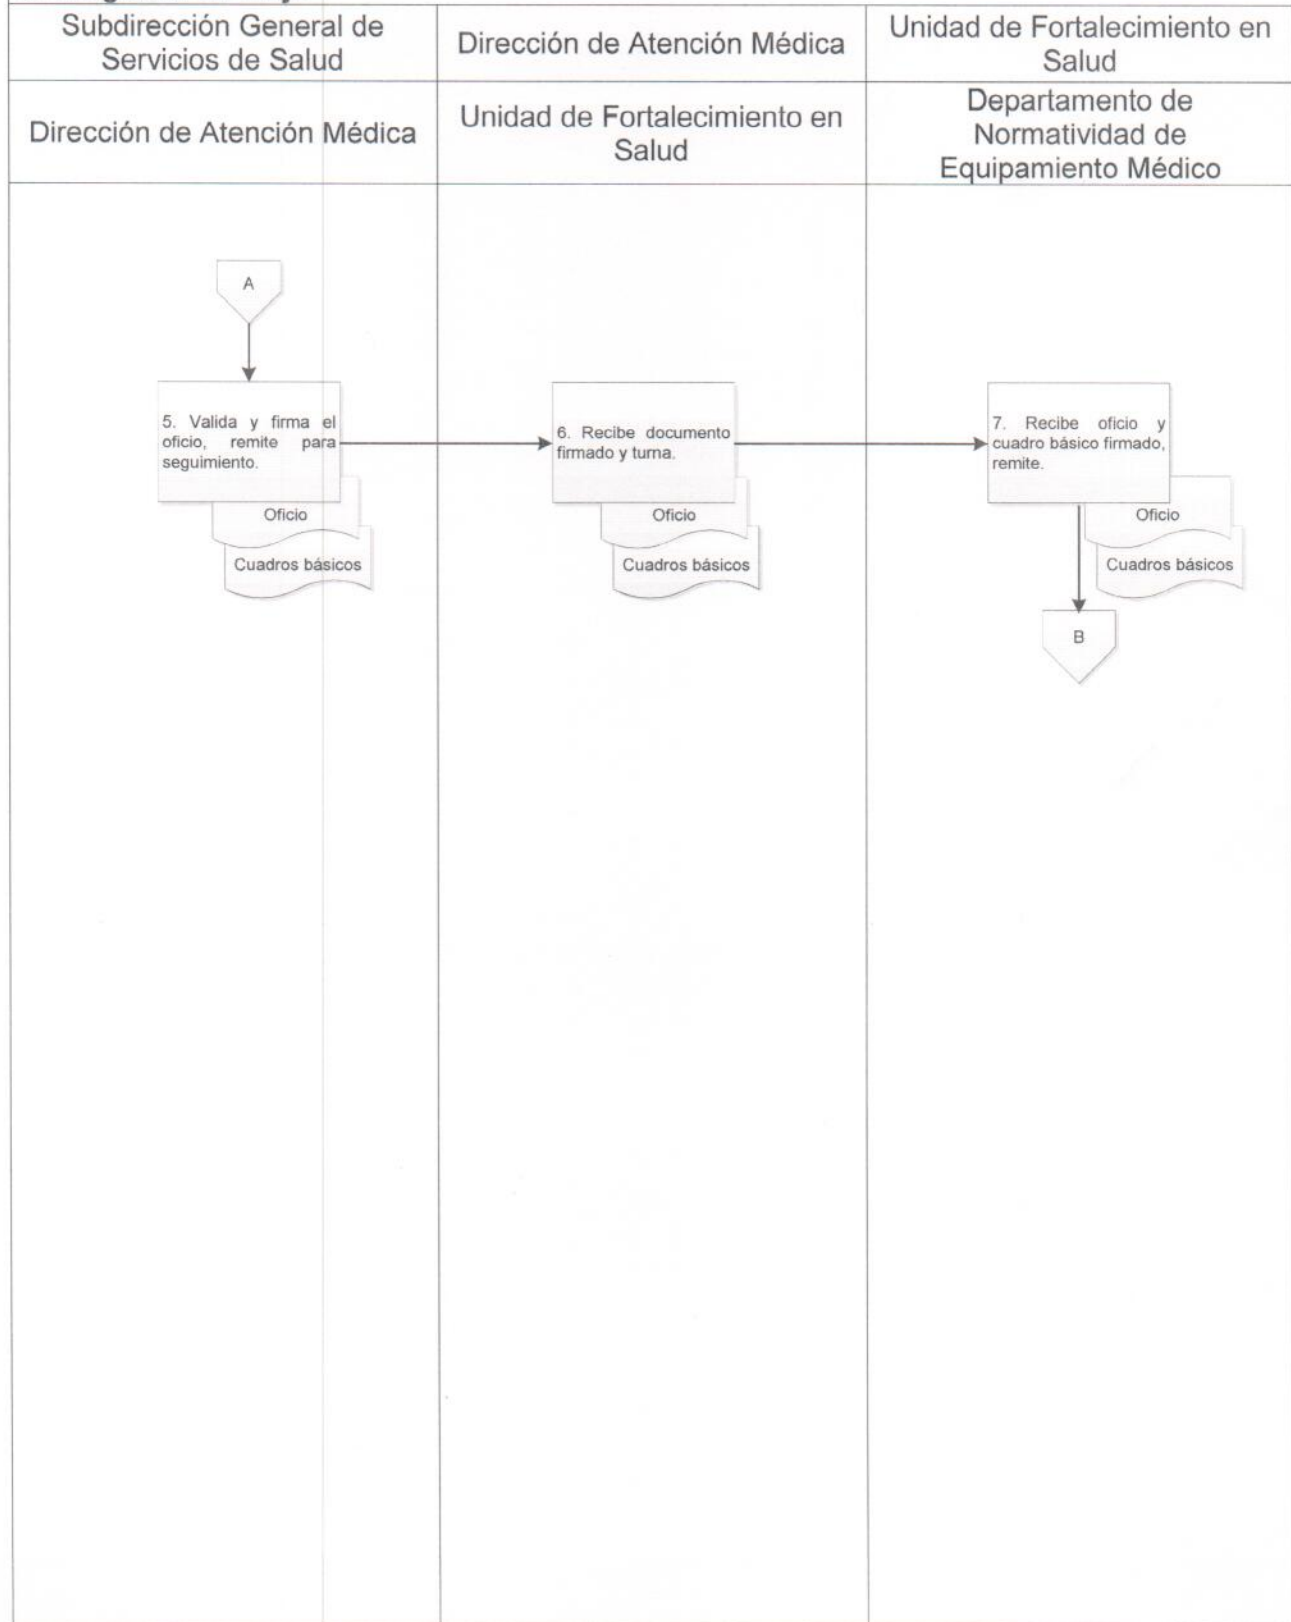 Subdirección General de
Servicios de Salud
Dirección de Atención Médica
Unidad de Fortalecimiento en
Salud
Dirección de Atención Médica
Unidad de Fortalecimiento en
Salud
Departamento de
Normatividad de
Equipamiento Médico
A
5. Valida y firma el
oficio, remite para
seguimiento.
Oficio
Cuadros básicos
6. Recibe documento
firmado y turna.
Oficio
Cuadros básicos
7. Recibe oficio y
cuadro básico firmado,
remite.
Oficio
Cuadros básicos
B